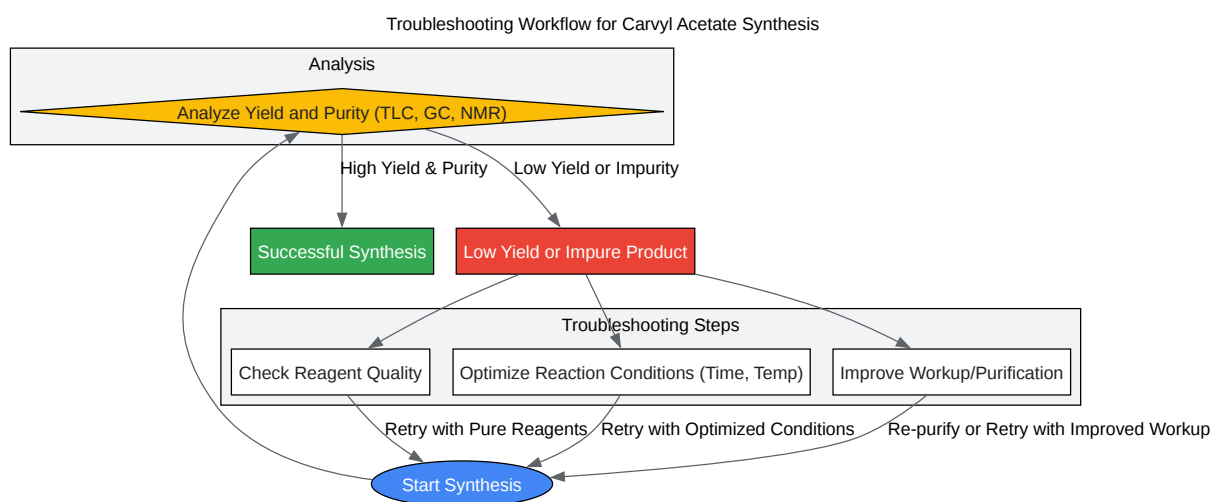 Troubleshooting Workflow for Carvyl Acetate Synthesis
Analysis
Analyze Yield and Purity (TLC, GC, NMR)
High Yield & Purity
Low Yield or Impurity
Successful Synthesis
Low Yield or Impure Product
Troubleshooting Steps
Check Reagent Quality
Optimize Reaction Conditions (Time, Temp)
Improve Workup/Purification
Retry with Pure Reagents
Retry with Optimized Conditions
Re-purify or Retry with Improved Workup
Start Synthesis